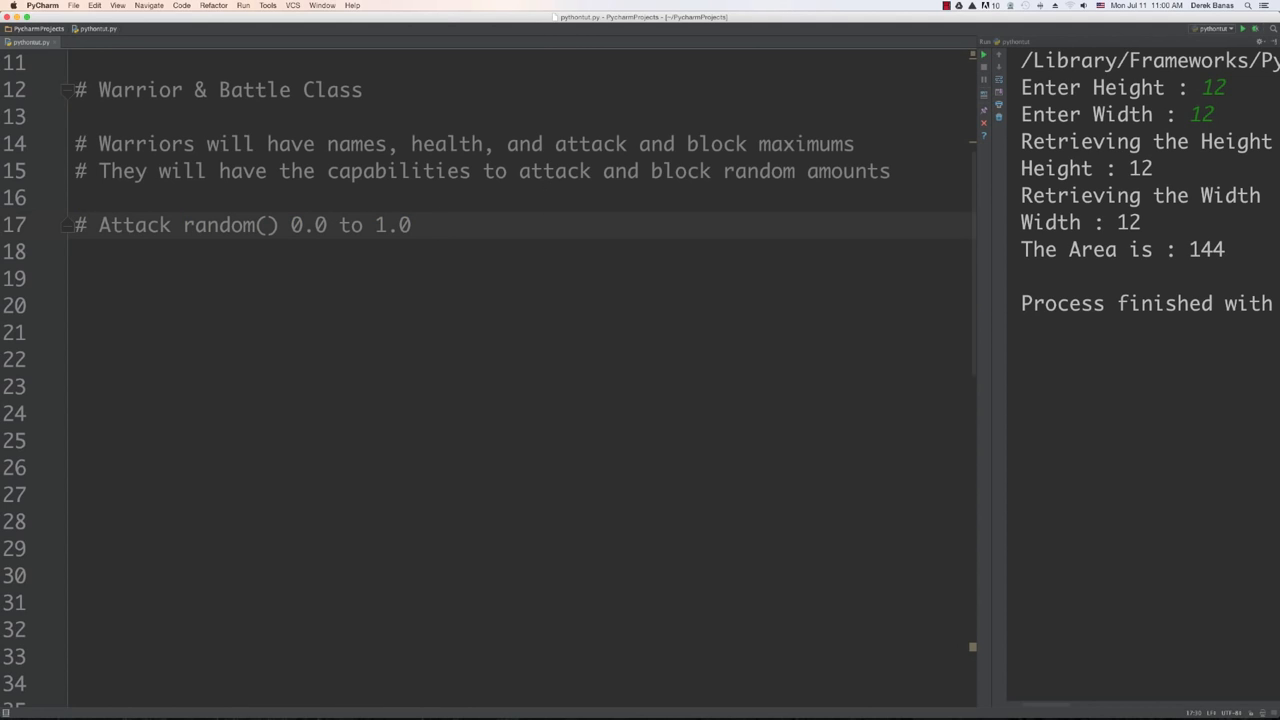 PyCharm File Edit View Navigate Code Refactor Run Tools VCS Window Help 10 Mon Jul 11 11:00 AM Derek Banas
pythontut.py - PycharmProjects - [~/PycharmProjects]
PycharmProjects pythontut.py pythontut
pythontut.py Run pythontut
11
12 # Warrior & Battle Class
13
14 # Warriors will have names, health, and attack and block maximums
15 # They will have the capabilities to attack and block random amounts
16
17 # Attack random() 0.0 to 1.0
18
19
20
21
22
23
24
25
26
27
28
29
30
31
32
33
34
/Library/Frameworks/Py
Enter Height : 12
Enter Width : 12
Retrieving the Height
Height : 12
Retrieving the Width
Width : 12
The Area is : 144
Process finished with
LF÷ UTF-8÷